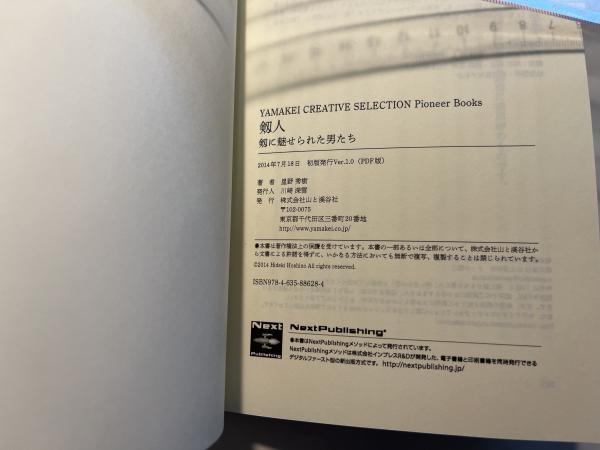 7 8 9 10 11 12 13
YAMAKEI CREATIVE SELECTION Pioneer Books
剱人
剱に魅せられた男たち
2014年7月18日　初版発行Ver.1.0（PDF版）
著　者　星野 秀樹
発行人　川崎 深雪
発　行　株式会社山と溪谷社
〒102-0075
東京都千代田区三番町20番地
http://www.yamakei.co.jp/
●本書は著作権法上の保護を受けています。本書の一部あるいは全部について、株式会社山と溪谷社か
ら文書による許諾を得ずに、いかなる方法においても無断で複写、複製することは禁じられています。
©2014 Hideki Hoshino All rights reserved.
ISBN978-4-635-88628-4
Next
Publishing
NextPublishing®
●本書はNextPublishingメソッドによって発行されています。
NextPublishingメソッドは株式会社インプレスR&Dが開発した、電子書籍と印刷書籍を同時発行できる
デジタルファースト型の新出版方式です。http://nextpublishing.jp/